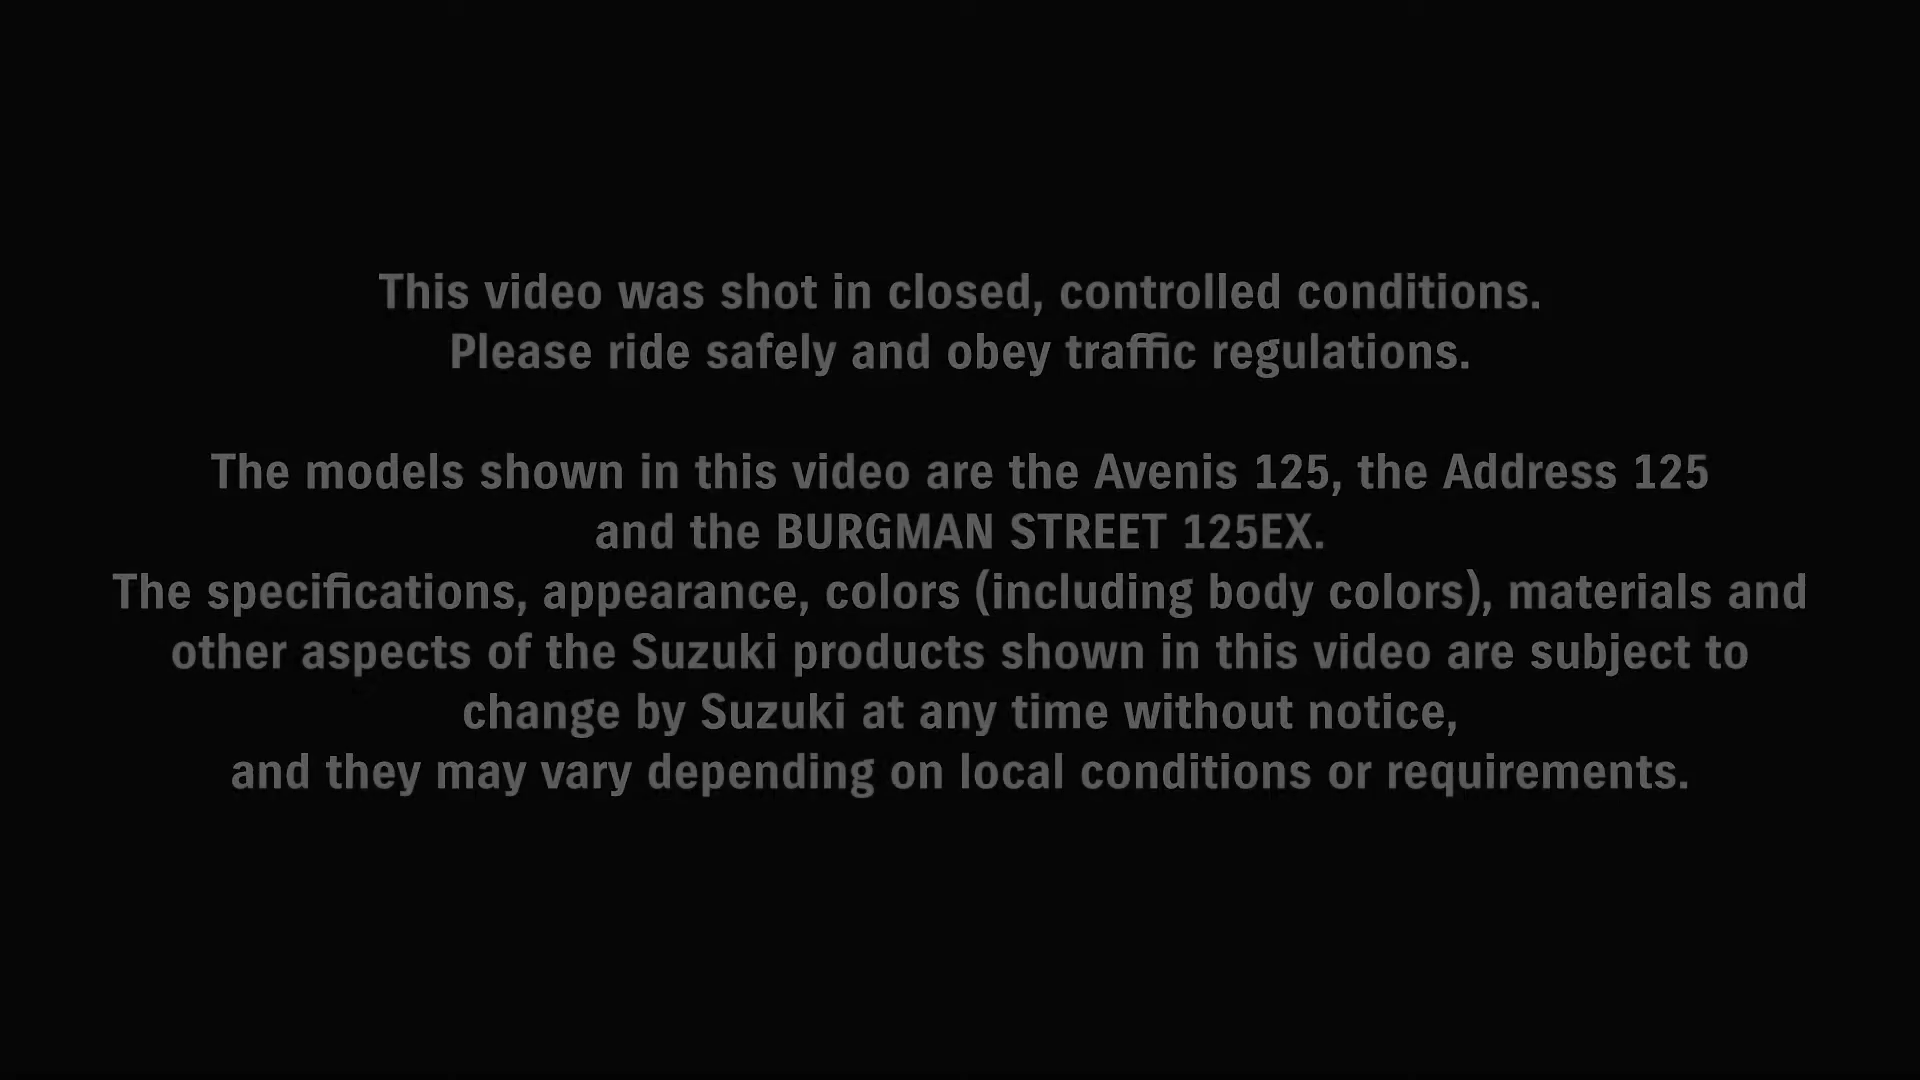 This video was shot in closed, controlled conditions.
Please ride safely and obey traffic regulations.
The models shown in this video are the Avenis 125, the Address 125
and the BURGMAN STREET 125EX.
The specifications, appearance, colors (including body colors), materials and
other aspects of the Suzuki products shown in this video are subject to
change by Suzuki at any time without notice,
and they may vary depending on local conditions or requirements.